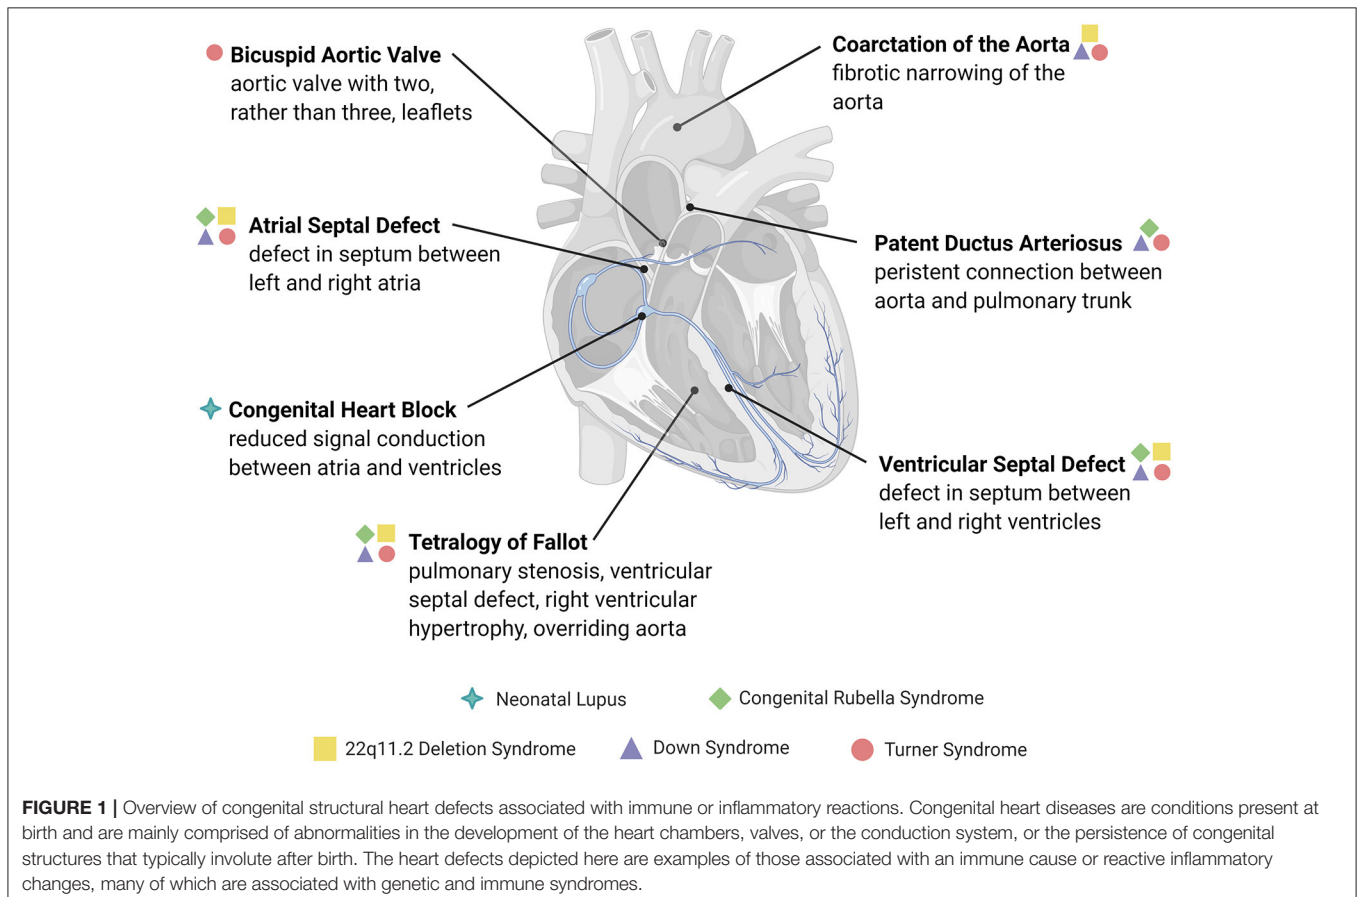 Bicuspid Aortic Valve
aortic valve with two,
rather than three, leaflets
Coarctation of the Aorta
fibrotic narrowing of the
aorta
Atrial Septal Defect
defect in septum between
left and right atria
Patent Ductus Arteriosus
peristent connection between
aorta and pulmonary trunk
Congenital Heart Block
reduced signal conduction
between atria and ventricles
Ventricular Septal Defect
defect in septum between
left and right ventricles
Tetralogy of Fallot
pulmonary stenosis, ventricular
septal defect, right ventricular
hypertrophy, overriding aorta
Neonatal Lupus
Congenital Rubella Syndrome
22q11.2 Deletion Syndrome
Down Syndrome
Turner Syndrome
FIGURE 1 | Overview of congenital structural heart defects associated with immune or inflammatory reactions. Congenital heart diseases are conditions present at
birth and are mainly comprised of abnormalities in the development of the heart chambers, valves, or the conduction system, or the persistence of congenital
structures that typically involute after birth. The heart defects depicted here are examples of those associated with an immune cause or reactive inflammatory
changes, many of which are associated with genetic and immune syndromes.